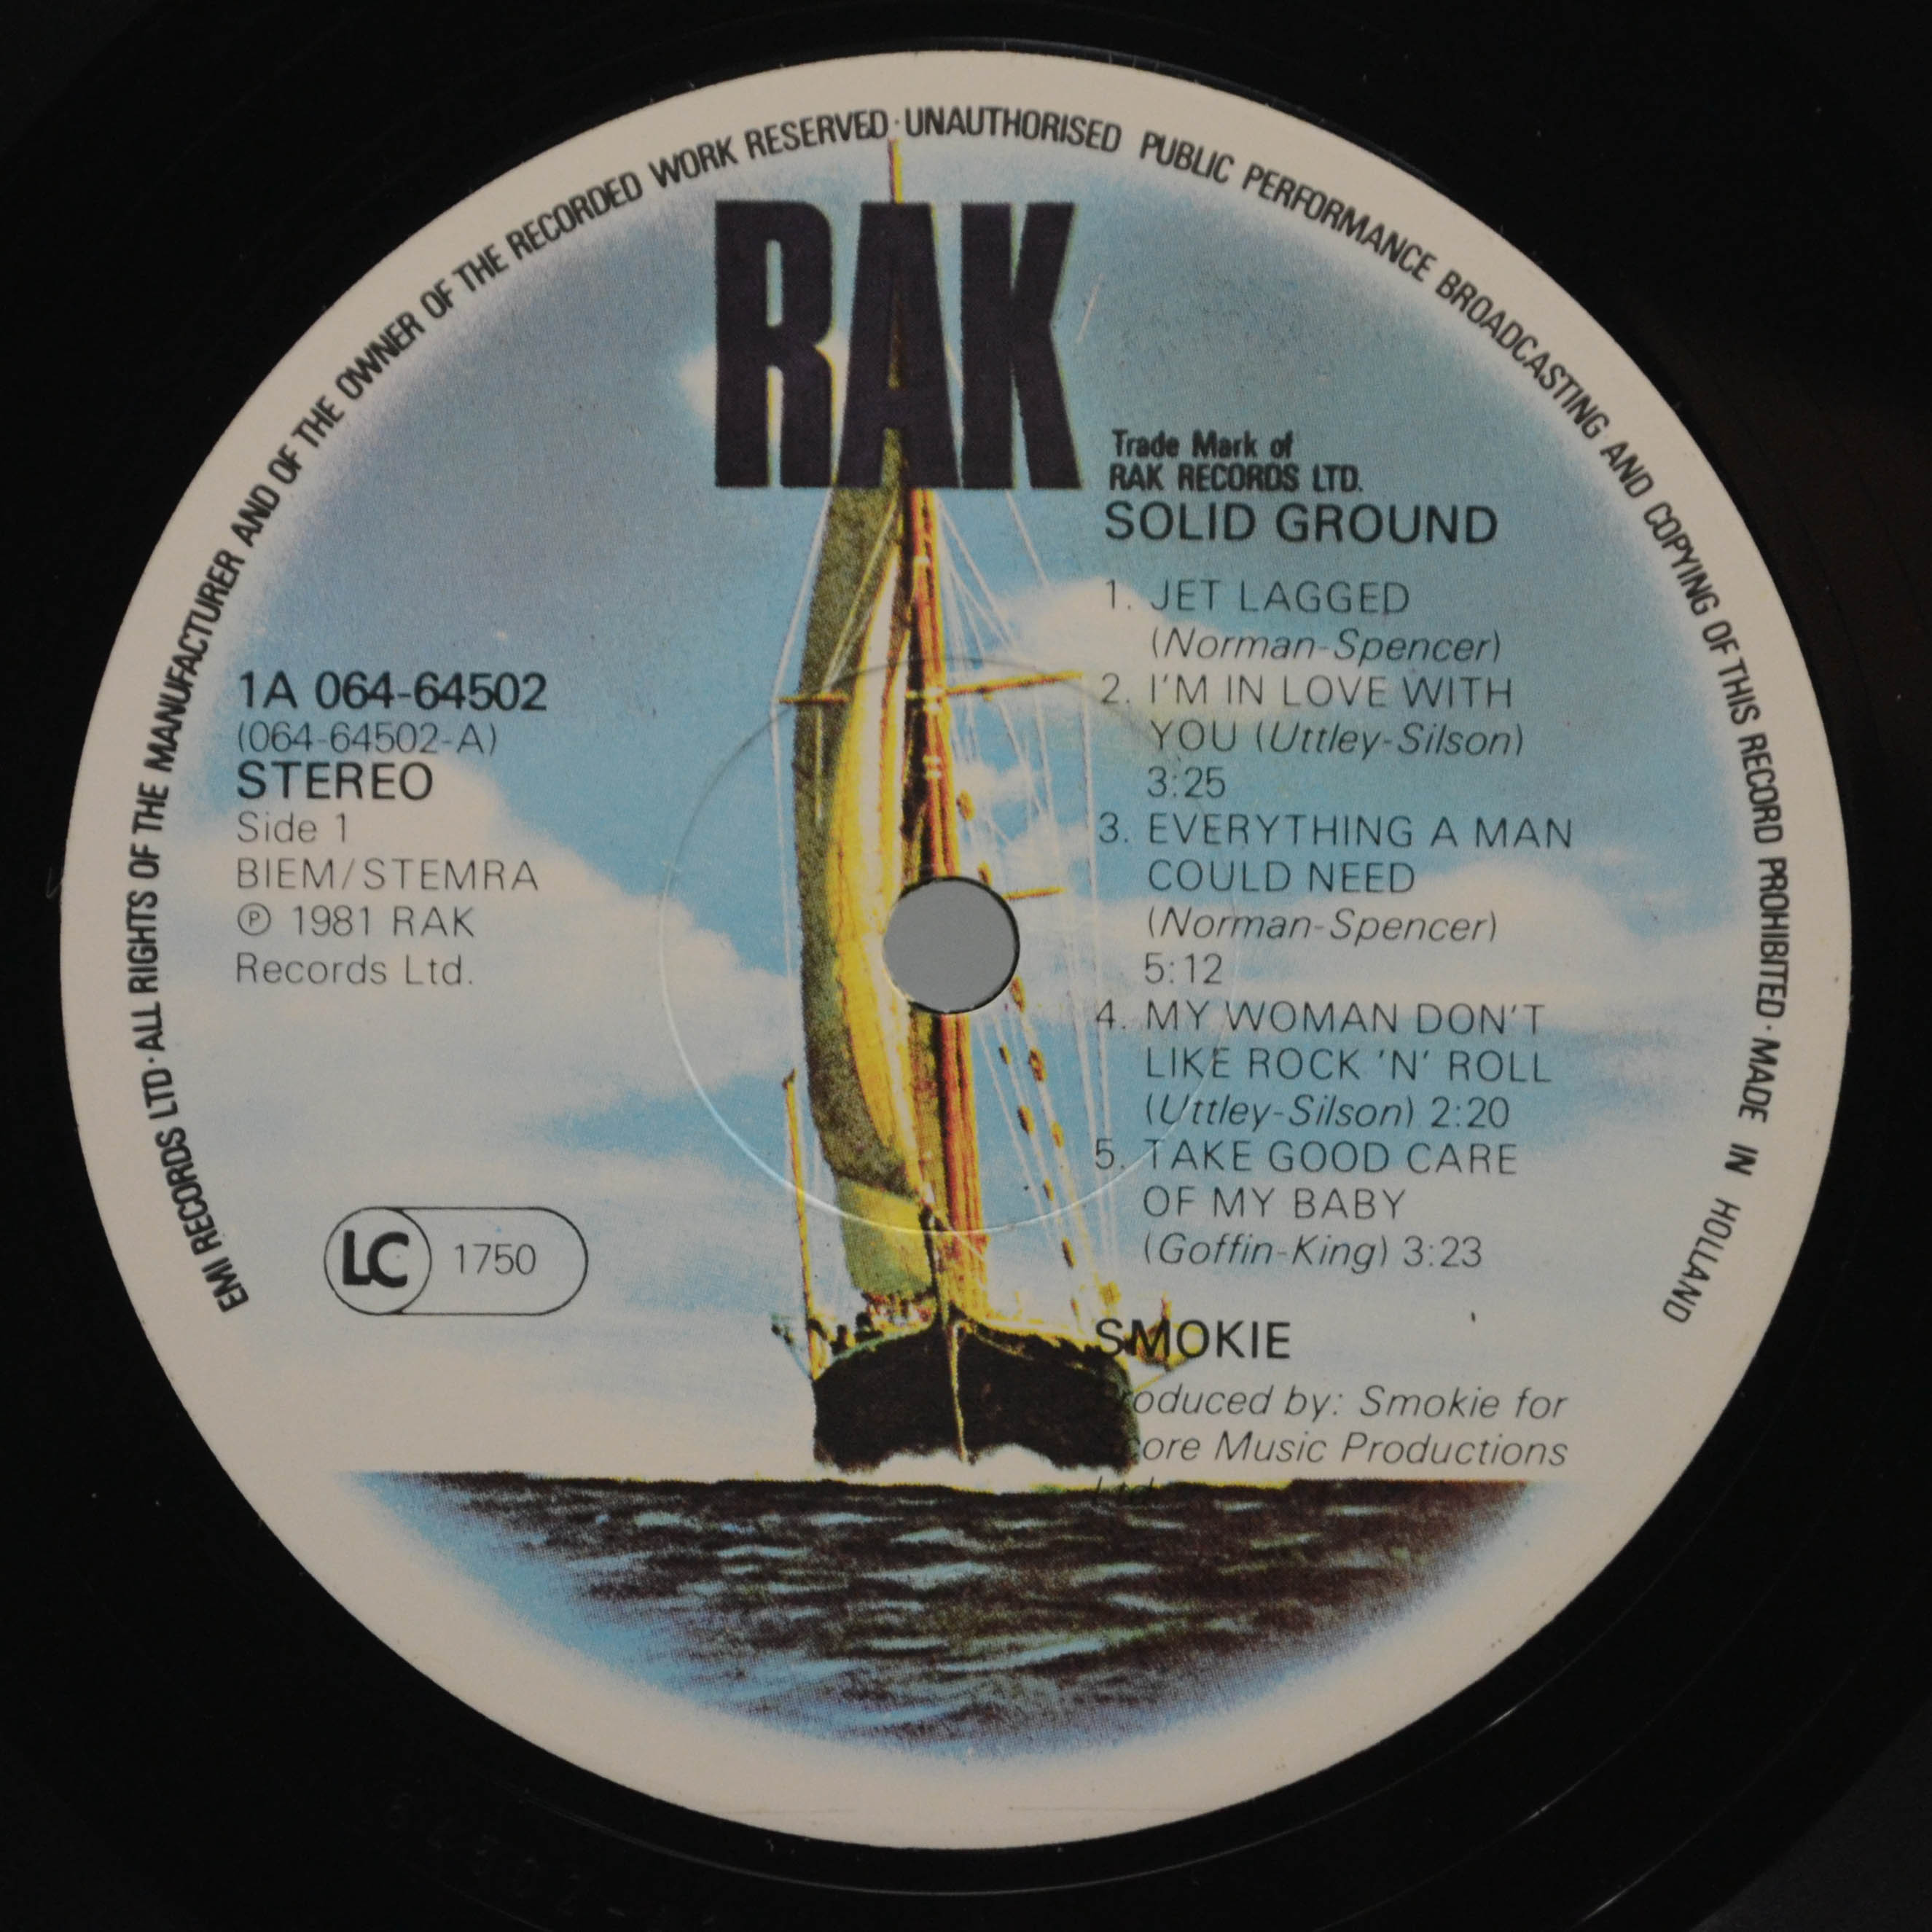 EMI RECORDS LTD · ALL RIGHTS OF THE MANUFACTURER AND OF THE OWNER OF THE RECORDED WORK RESERVED · UNAUTHORISED PUBLIC PERFORMANCE BROADCASTING AND COPYING OF THIS RECORD PROHIBITED · MADE IN HOLLAND
RAK
Trade Mark of
RAK RECORDS LTD.
SOLID GROUND
1. JET LAGGED
(Norman-Spencer)
2. I'M IN LOVE WITH
YOU (Uttley-Silson)
3:25
3. EVERYTHING A MAN
COULD NEED
(Norman-Spencer)
5:12
4. MY WOMAN DON'T
LIKE ROCK 'N' ROLL
(Uttley-Silson) 2:20
5. TAKE GOOD CARE
OF MY BABY
(Goffin-King) 3:23
SMOKIE
Produced by: Smokie for
Music Productions
Ltd.
1A 064-64502
(064-64502-A)
STEREO
Side 1
BIEM/STEMRA
℗ 1981 RAK
Records Ltd.
LC 1750